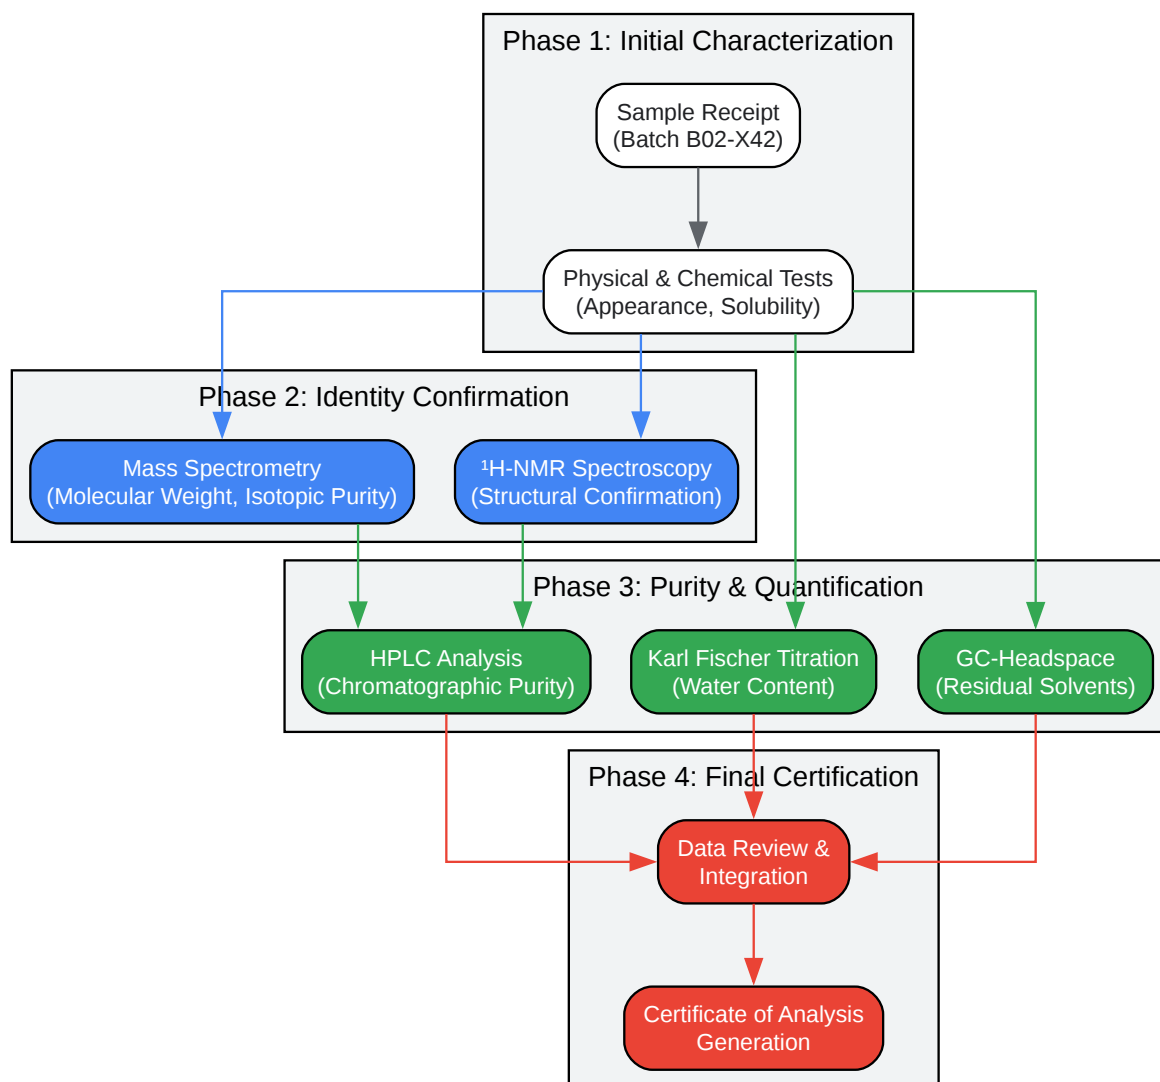 Phase 1: Initial Characterization
Sample Receipt
(Batch B02-X42)
Physical & Chemical Tests
(Appearance, Solubility)
Phase 2: Identity Confirmation
Mass Spectrometry
(Molecular Weight, Isotopic Purity)
¹H-NMR Spectroscopy
(Structural Confirmation)
Phase 3: Purity & Quantification
HPLC Analysis
(Chromatographic Purity)
Karl Fischer Titration
(Water Content)
GC-Headspace
(Residual Solvents)
Phase 4: Final Certification
Data Review &
Integration
Certificate of Analysis
Generation